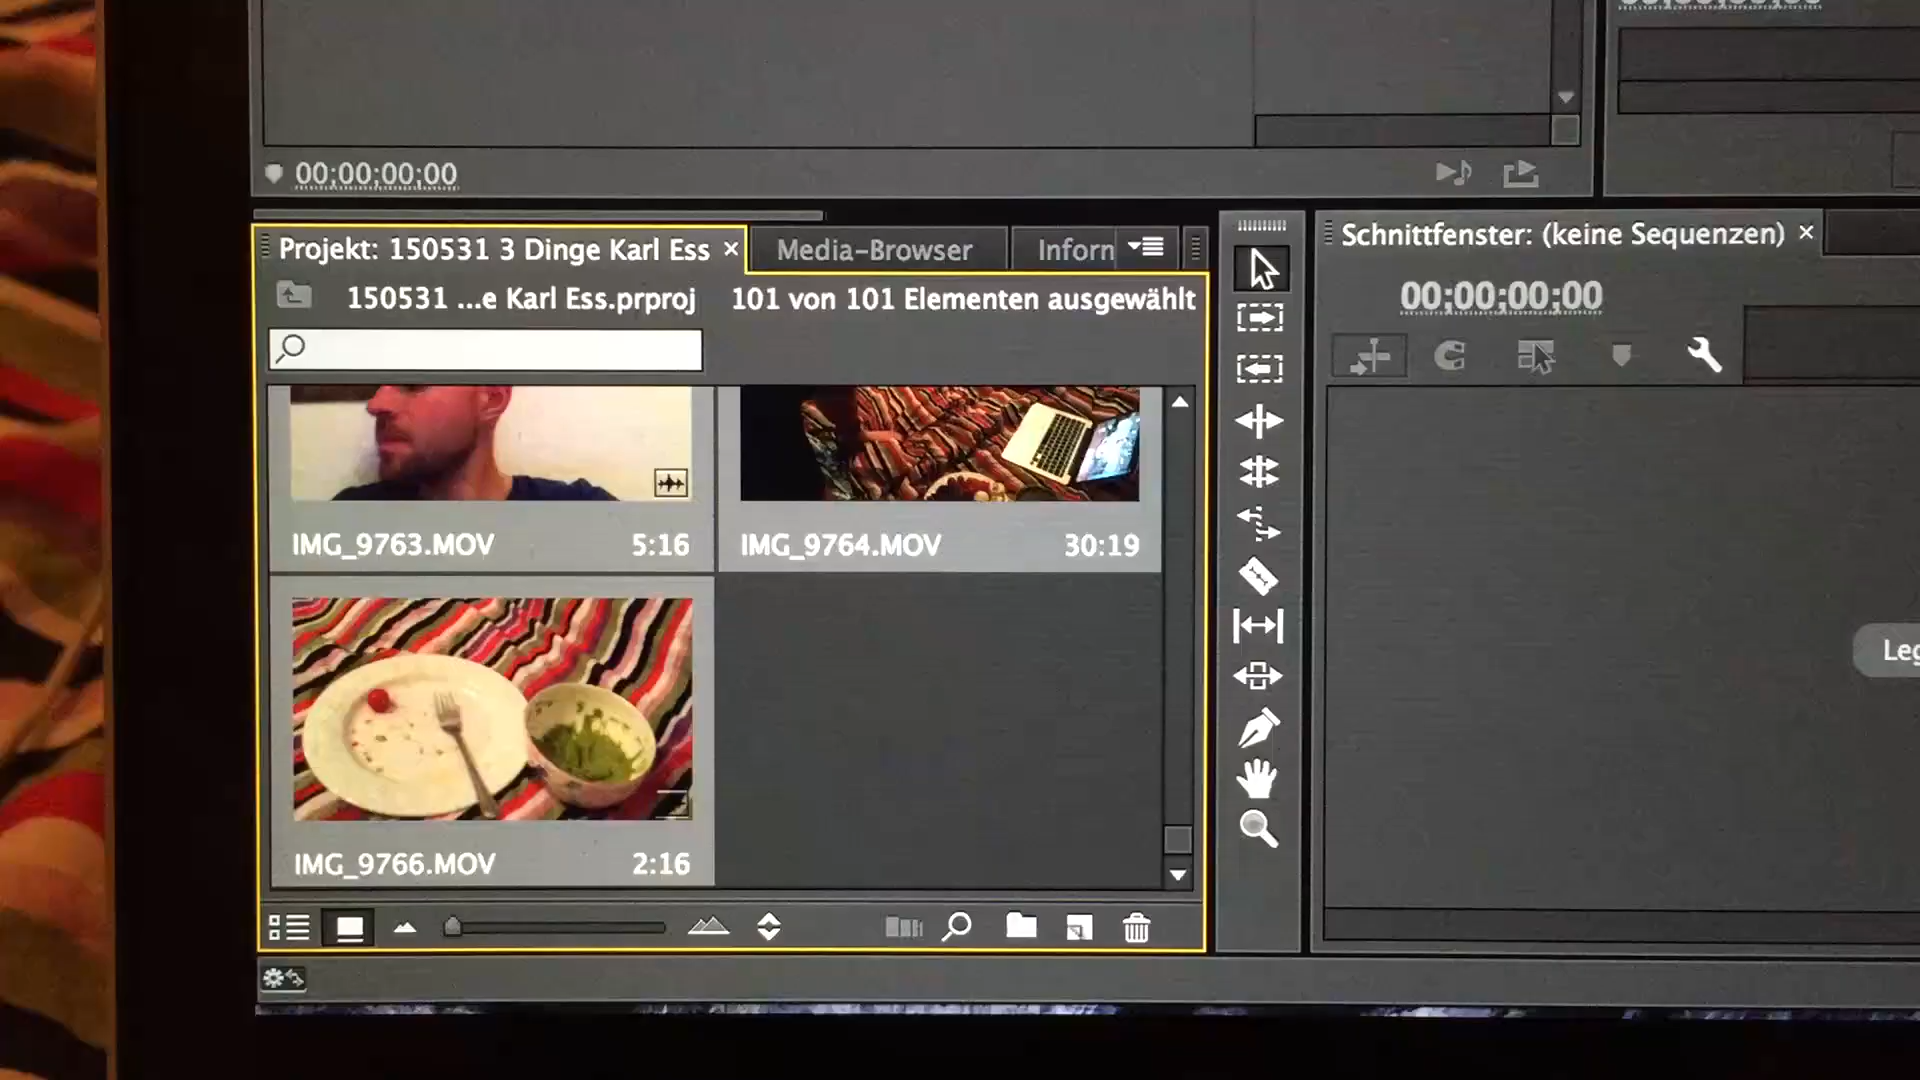 00;00;00;00
Projekt: 150531 3 Dinge Karl Ess ×
Media-Browser
Inforn
150531 ...e Karl Ess.prproj
101 von 101 Elementen ausgewählt
IMG_9763.MOV
5:16
IMG_9764.MOV
30:19
IMG_9766.MOV
2:16
Schnittfenster: (keine Sequenzen) ×
00;00;00;00
Leg